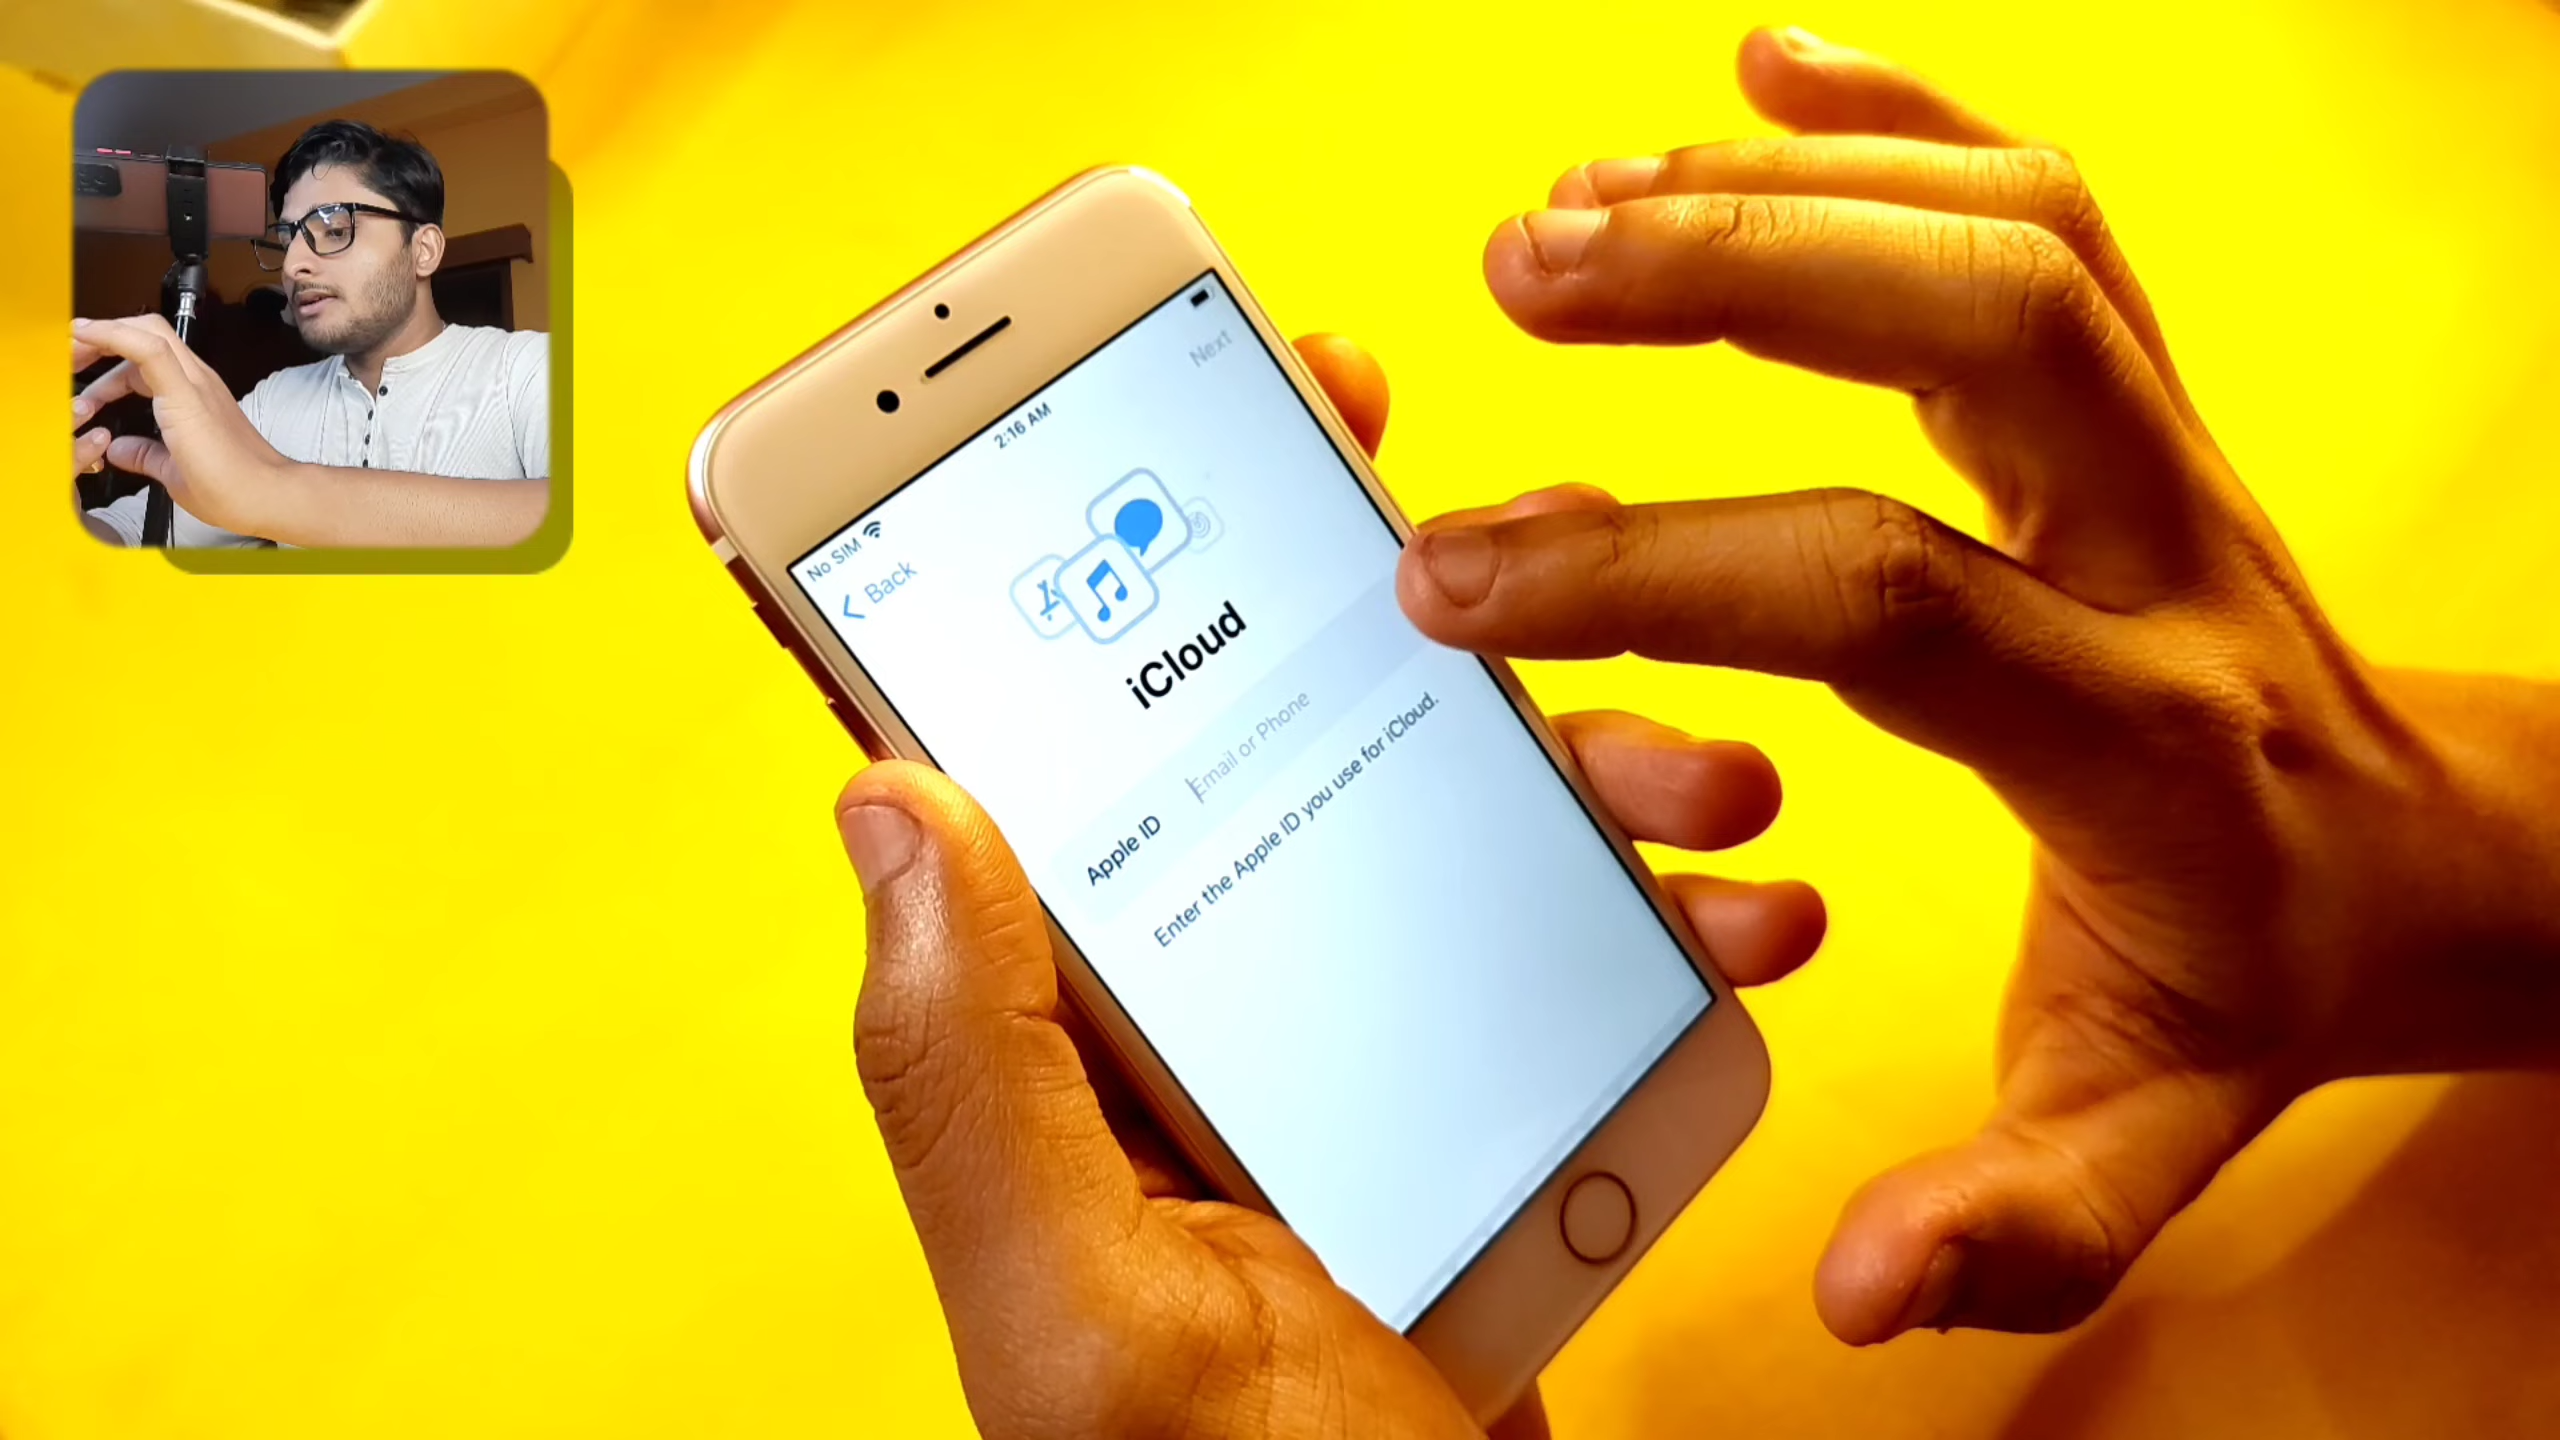 No SIM
2:16 AM
Back
Next
iCloud
Apple ID
Email or Phone
Enter the Apple ID you use for iCloud.